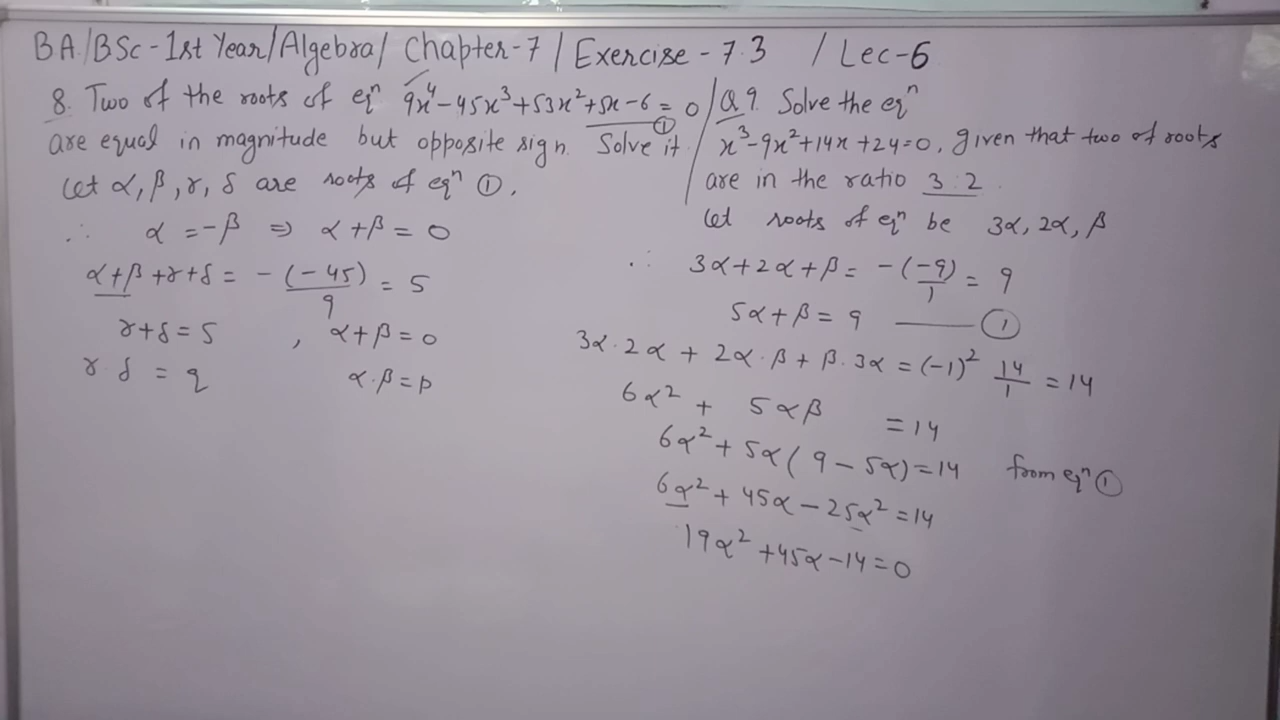 BA/BSc-1st Year/Algebra/ Chapter-7/Exercise-7.3 /Lec-6
8. Two of the roots of eqⁿ 9x⁴-45x³+53x²+5x-6=0 ①
are equal in magnitude but opposite sign. Solve it
Let α, β, γ, δ are roots of eqⁿ ①.
∴ α = -β ⇒ α+β = 0
α+β+γ+δ = -(-45)/9 = 5
γ+δ=5 , α+β=0
γ.δ = q α.β=p
Q9. Solve the eqⁿ
x³-9x²+14x+24=0, given that two of roots
are in the ratio 3:2
Let roots of eqⁿ be 3α, 2α, β
∴ 3α+2α+β = -(-9)/1 = 9
5α+β=9 ①
3α.2α + 2α.β + β.3α = (-1)² 14/1 = 14
6α² + 5αβ = 14
6α²+5α(9-5α)=14 from eqⁿ ①
6α²+45α-25α²=14
19α²+45α-14=0